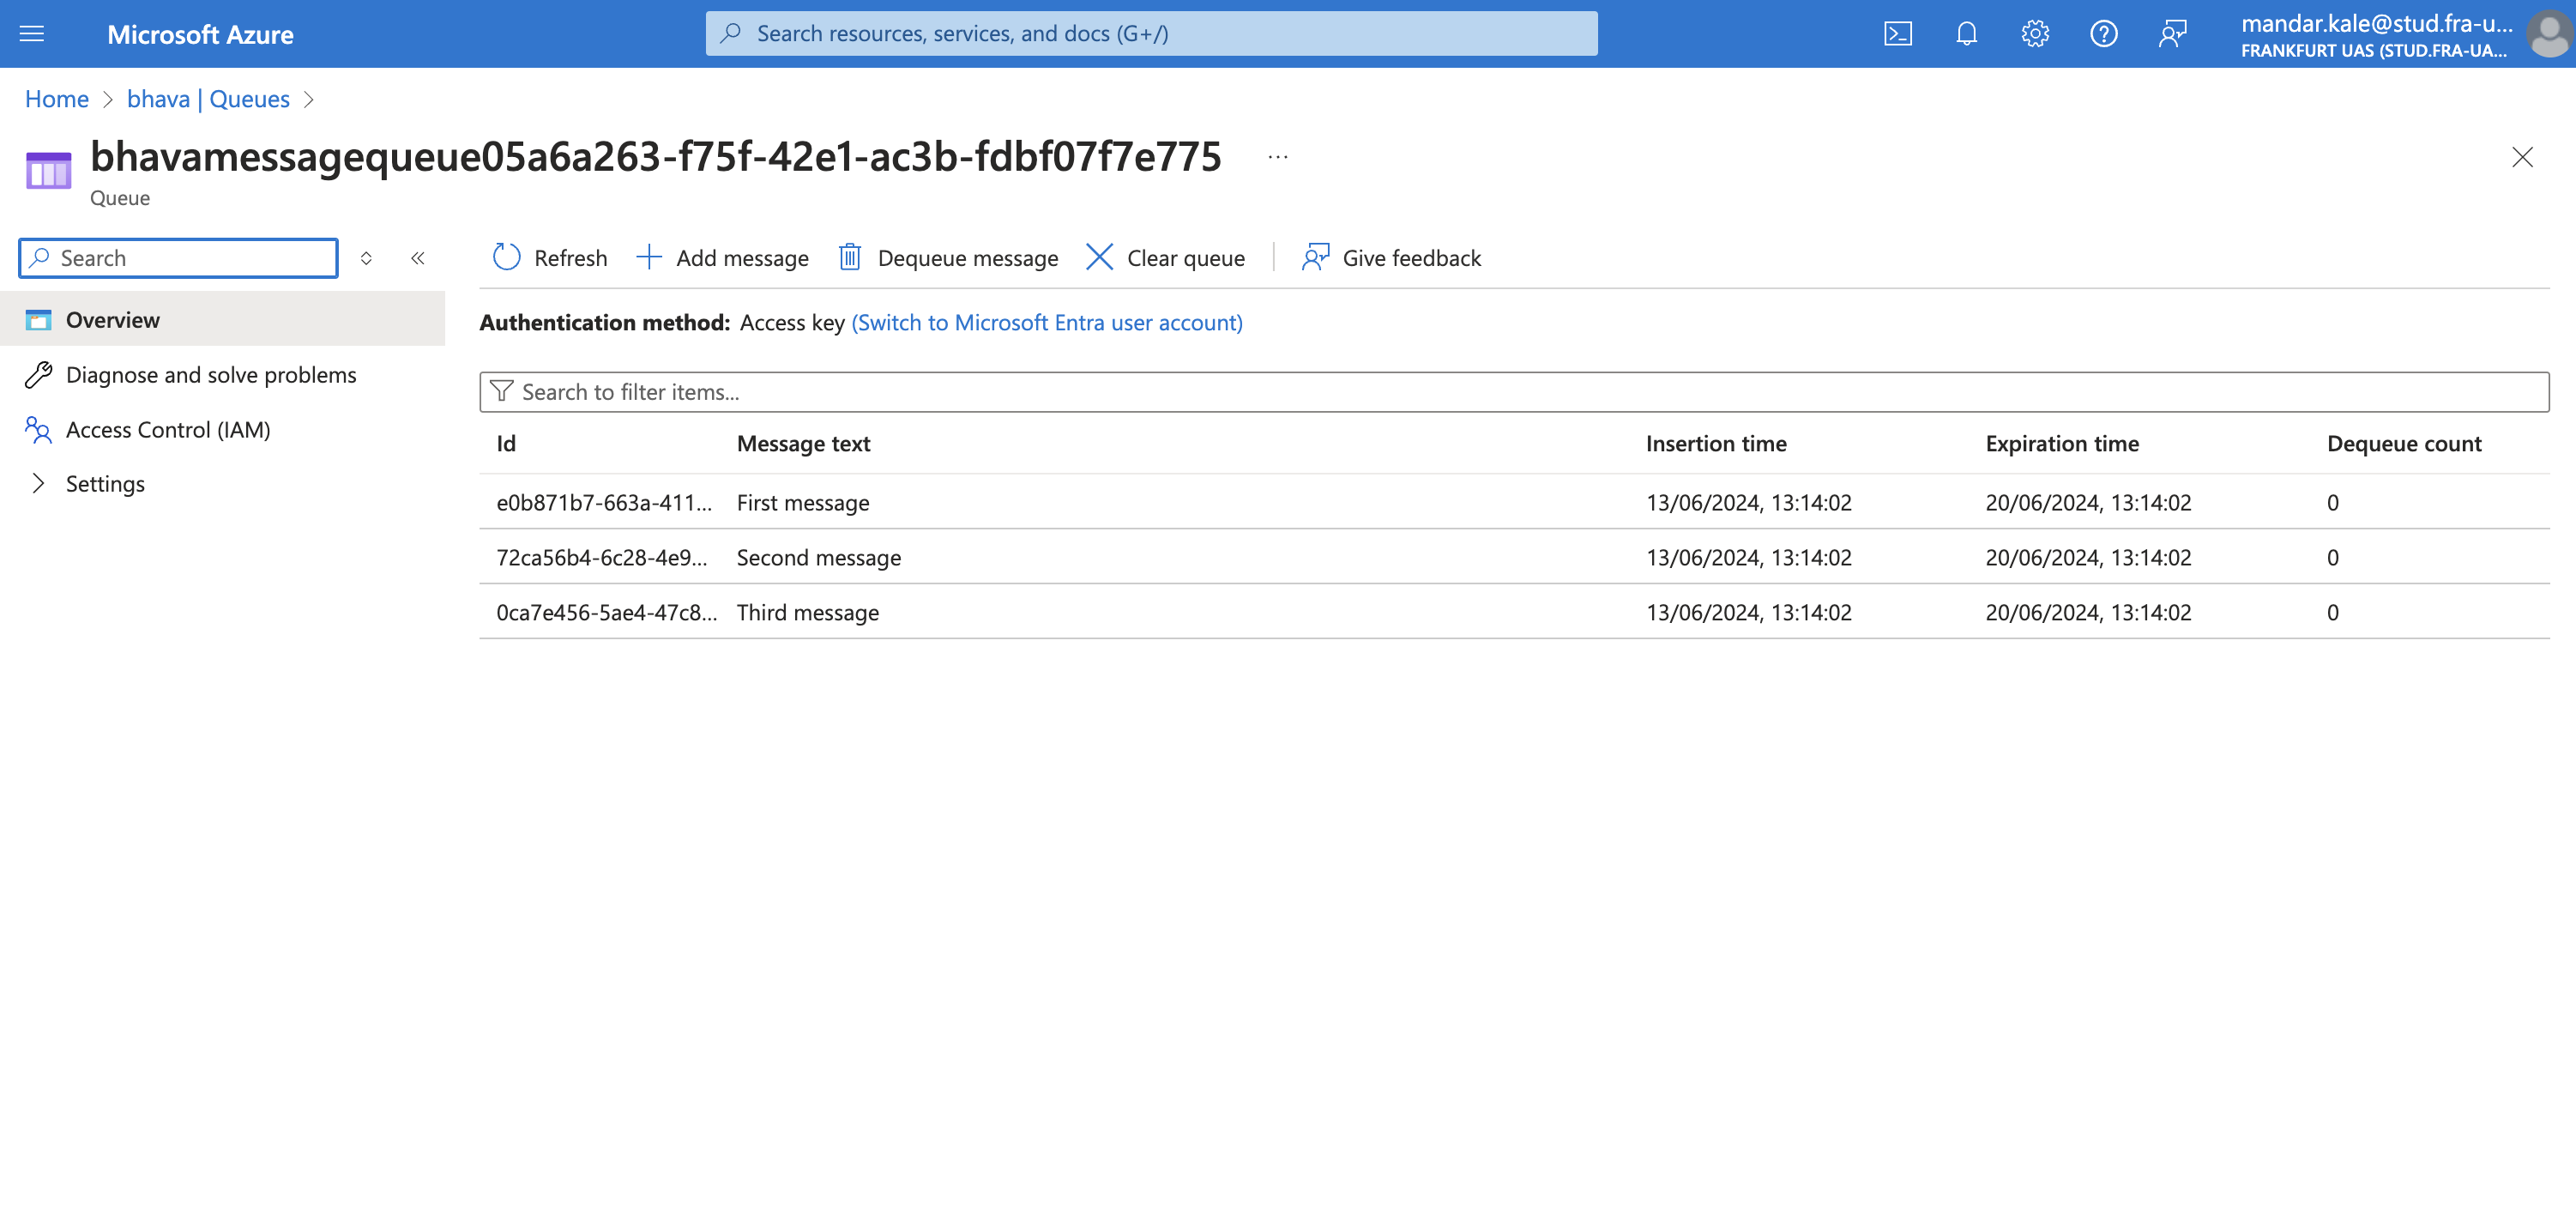 Microsoft Azure
Search resources, services, and docs (G+/)
mandar.kale@stud.fra-u...
FRANKFURT UAS (STUD.FRA-UA...
Home > bhava | Queues >
bhavamessagequeue05a6a263-f75f-42e1-ac3b-fdbf07f7e775 ...
Queue
Search
Refresh Add message Dequeue message Clear queue Give feedback
Overview
Diagnose and solve problems
Access Control (IAM)
Settings
Authentication method: Access key (Switch to Microsoft Entra user account)
Search to filter items...
Id Message text Insertion time Expiration time Dequeue count
e0b871b7-663a-411... First message 13/06/2024, 13:14:02 20/06/2024, 13:14:02 0
72ca56b4-6c28-4e9... Second message 13/06/2024, 13:14:02 20/06/2024, 13:14:02 0
0ca7e456-5ae4-47c8... Third message 13/06/2024, 13:14:02 20/06/2024, 13:14:02 0